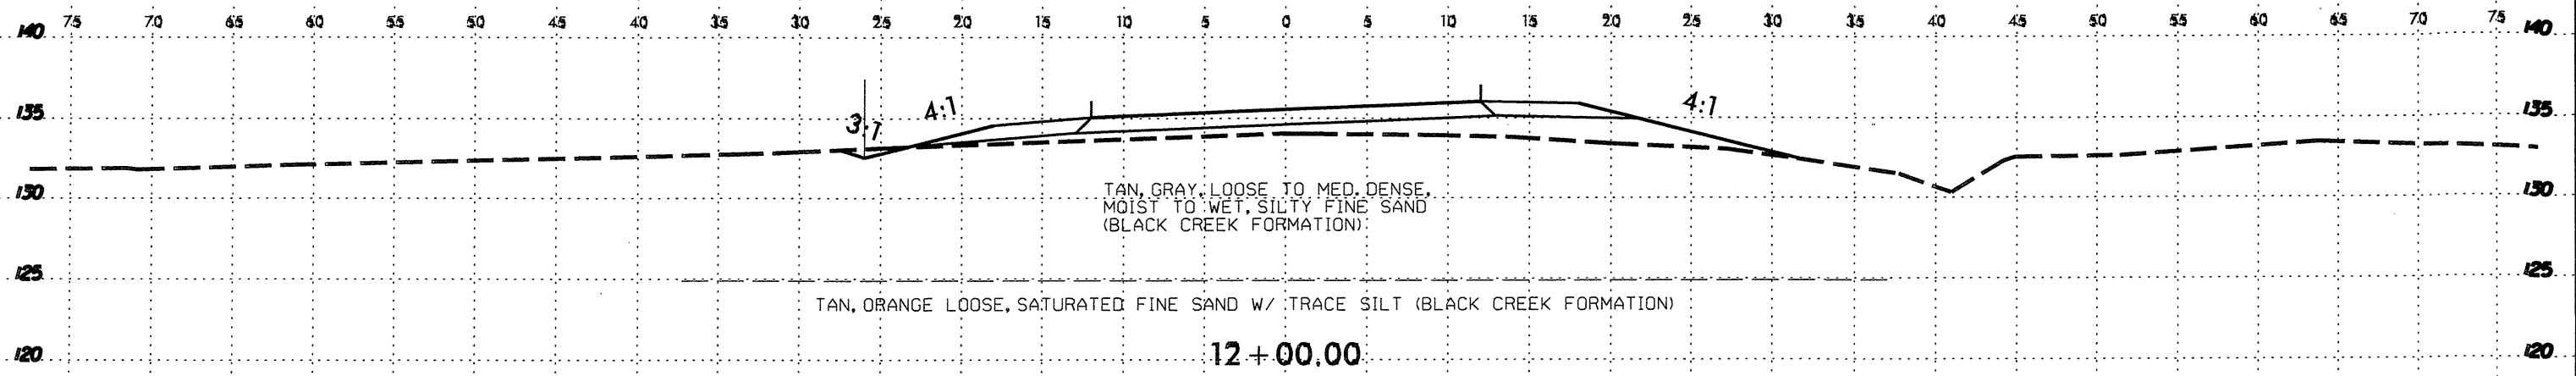 75 70 65 60 55 50 45 40 35 30 25 20 15 10 5 0 5 10 15 20 25 30 35 40 45 50 55 60 65 70 75
140 140
135 4:1 4:1 135
3:1
130 TAN, GRAY, LOOSE TO MED. DENSE, 130
MOIST TO WET, SILTY FINE SAND
(BLACK CREEK FORMATION)
125 125
TAN, ORANGE LOOSE, SATURATED FINE SAND W/ TRACE SILT (BLACK CREEK FORMATION)
120 12+00.00 120